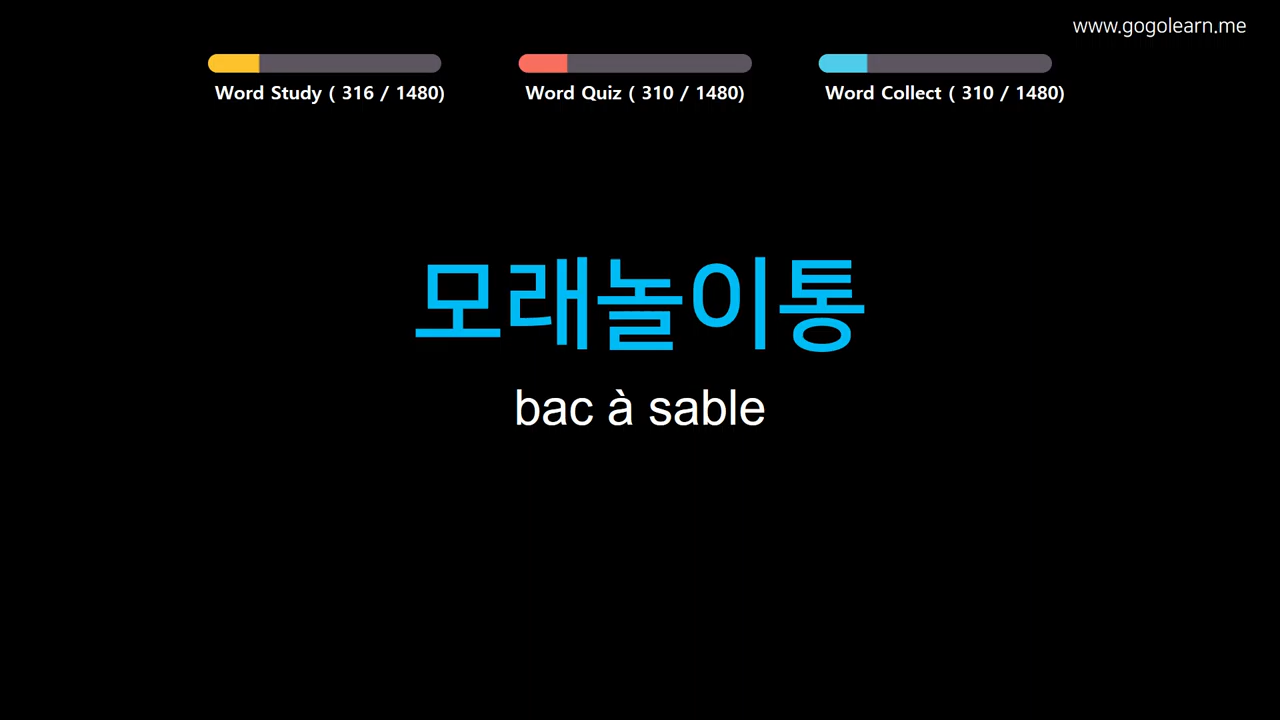 www.gogolearn.me
Word Study ( 316 / 1480)
Word Quiz ( 310 / 1480)
Word Collect ( 310 / 1480)
모래놀이통
bac à sable